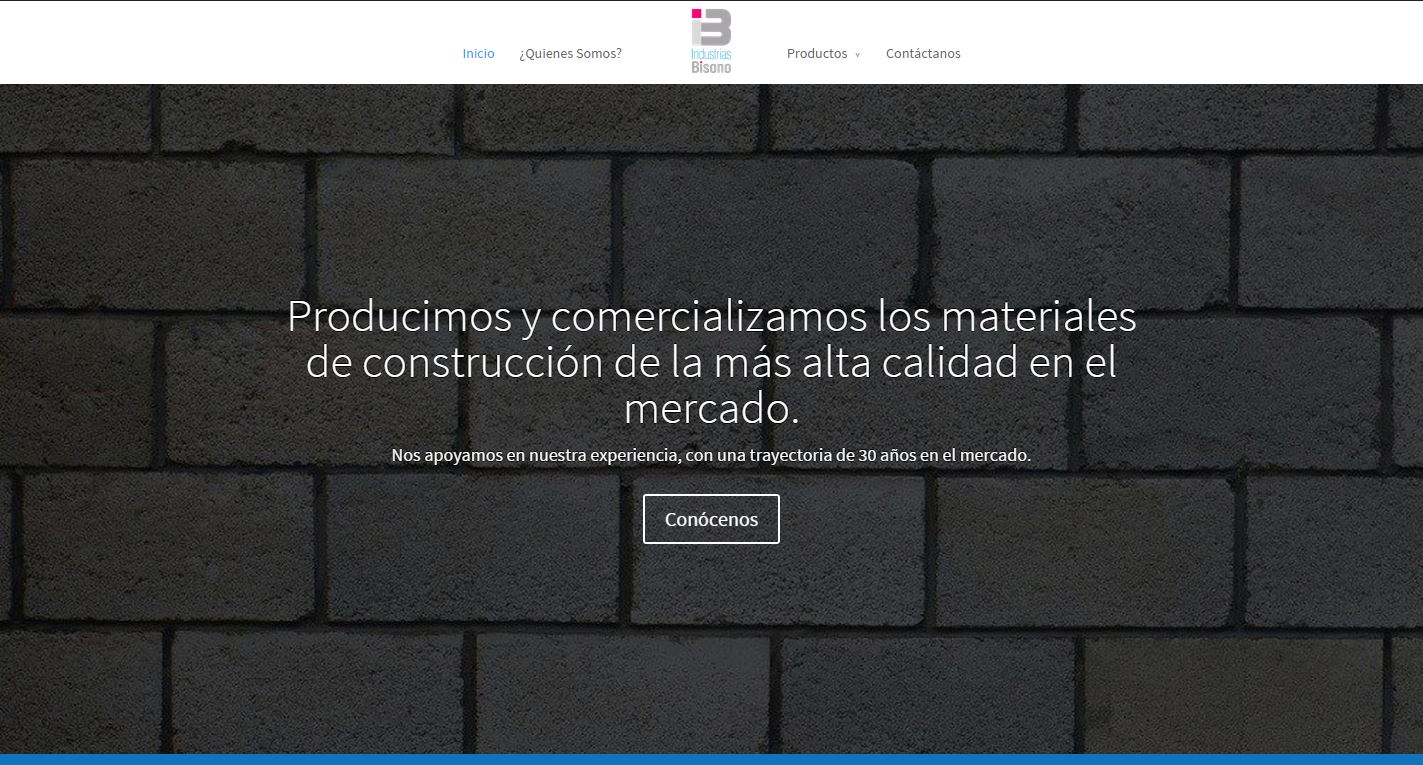 Inicio
¿Quienes Somos?
iB
Industrias
Bisono
Productos
Contáctanos
Producimos y comercializamos los materiales
de construcción de la más alta calidad en el
mercado.
Nos apoyamos en nuestra experiencia, con una trayectoria de 30 años en el mercado.
Conócenos